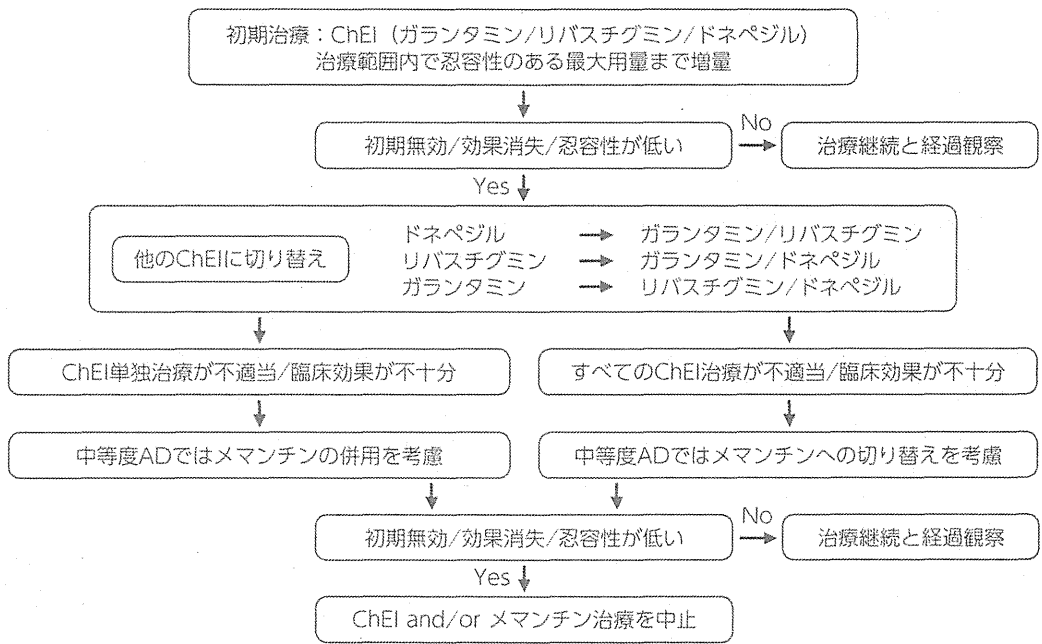 初期治療：ChEI（ガランタミン/リバスチグミン/ドネペジル）
治療範囲内で忍容性のある最大用量まで増量
初期無効/効果消失/忍容性が低い
No
治療継続と経過観察
Yes
他のChEIに切り替え
ドネペジル → ガランタミン/リバスチグミン
リバスチグミン → ガランタミン/ドネペジル
ガランタミン → リバスチグミン/ドネペジル
ChEI単独治療が不適当/臨床効果が不十分
すべてのChEI治療が不適当/臨床効果が不十分
中等度ADではメマンチンの併用を考慮
中等度ADではメマンチンへの切り替えを考慮
初期無効/効果消失/忍容性が低い
No
治療継続と経過観察
Yes
ChEI and/or メマンチン治療を中止